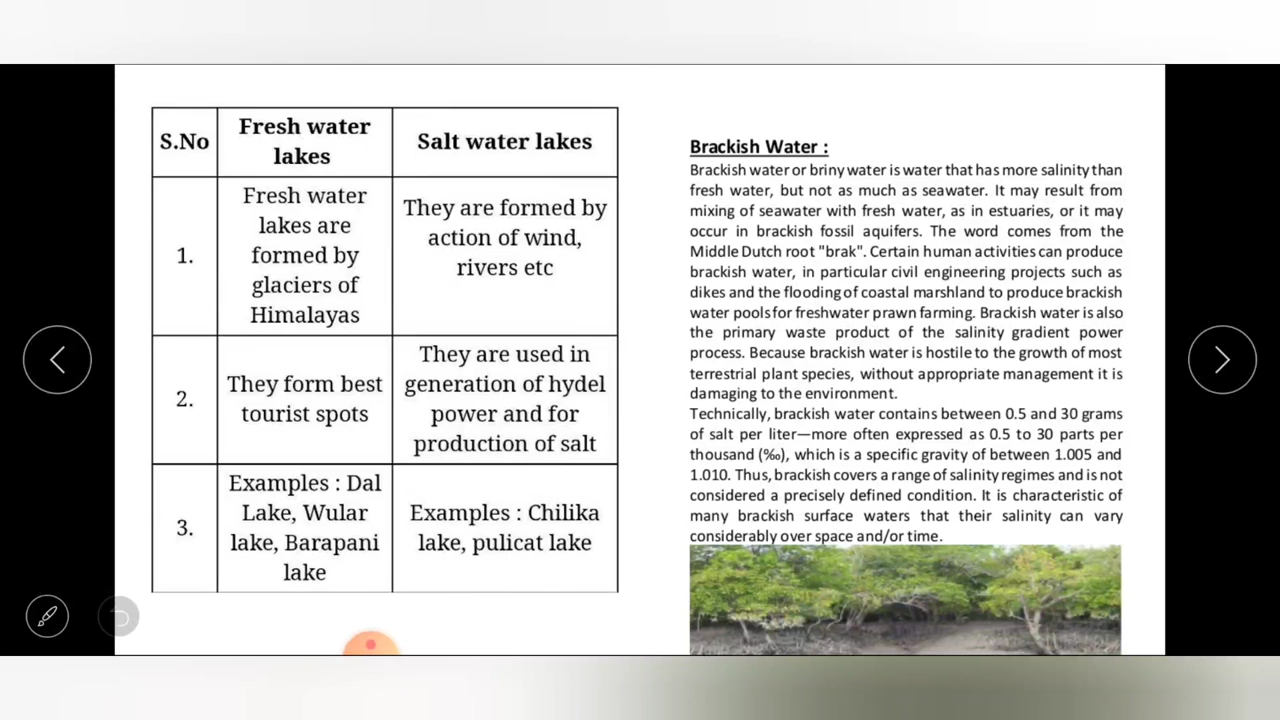 S.No
Fresh water
lakes
Salt water lakes
1.
Fresh water
lakes are
formed by
glaciers of
Himalayas
They are formed by
action of wind,
rivers etc
2.
They form best
tourist spots
They are used in
generation of hydel
power and for
production of salt
3.
Examples : Dal
Lake, Wular
lake, Barapani
lake
Examples : Chilika
lake, pulicat lake
Brackish Water :
Brackish water or briny water is water that has more salinity than
fresh water, but not as much as seawater. It may result from
mixing of seawater with fresh water, as in estuaries, or it may
occur in brackish fossil aquifers. The word comes from the
Middle Dutch root "brak". Certain human activities can produce
brackish water, in particular civil engineering projects such as
dikes and the flooding of coastal marshland to produce brackish
water pools for freshwater prawn farming. Brackish water is also
the primary waste product of the salinity gradient power
process. Because brackish water is hostile to the growth of most
terrestrial plant species, without appropriate management it is
damaging to the environment.
Technically, brackish water contains between 0.5 and 30 grams
of salt per liter—more often expressed as 0.5 to 30 parts per
thousand (‰), which is a specific gravity of between 1.005 and
1.010. Thus, brackish covers a range of salinity regimes and is not
considered a precisely defined condition. It is characteristic of
many brackish surface waters that their salinity can vary
considerably over space and/or time.